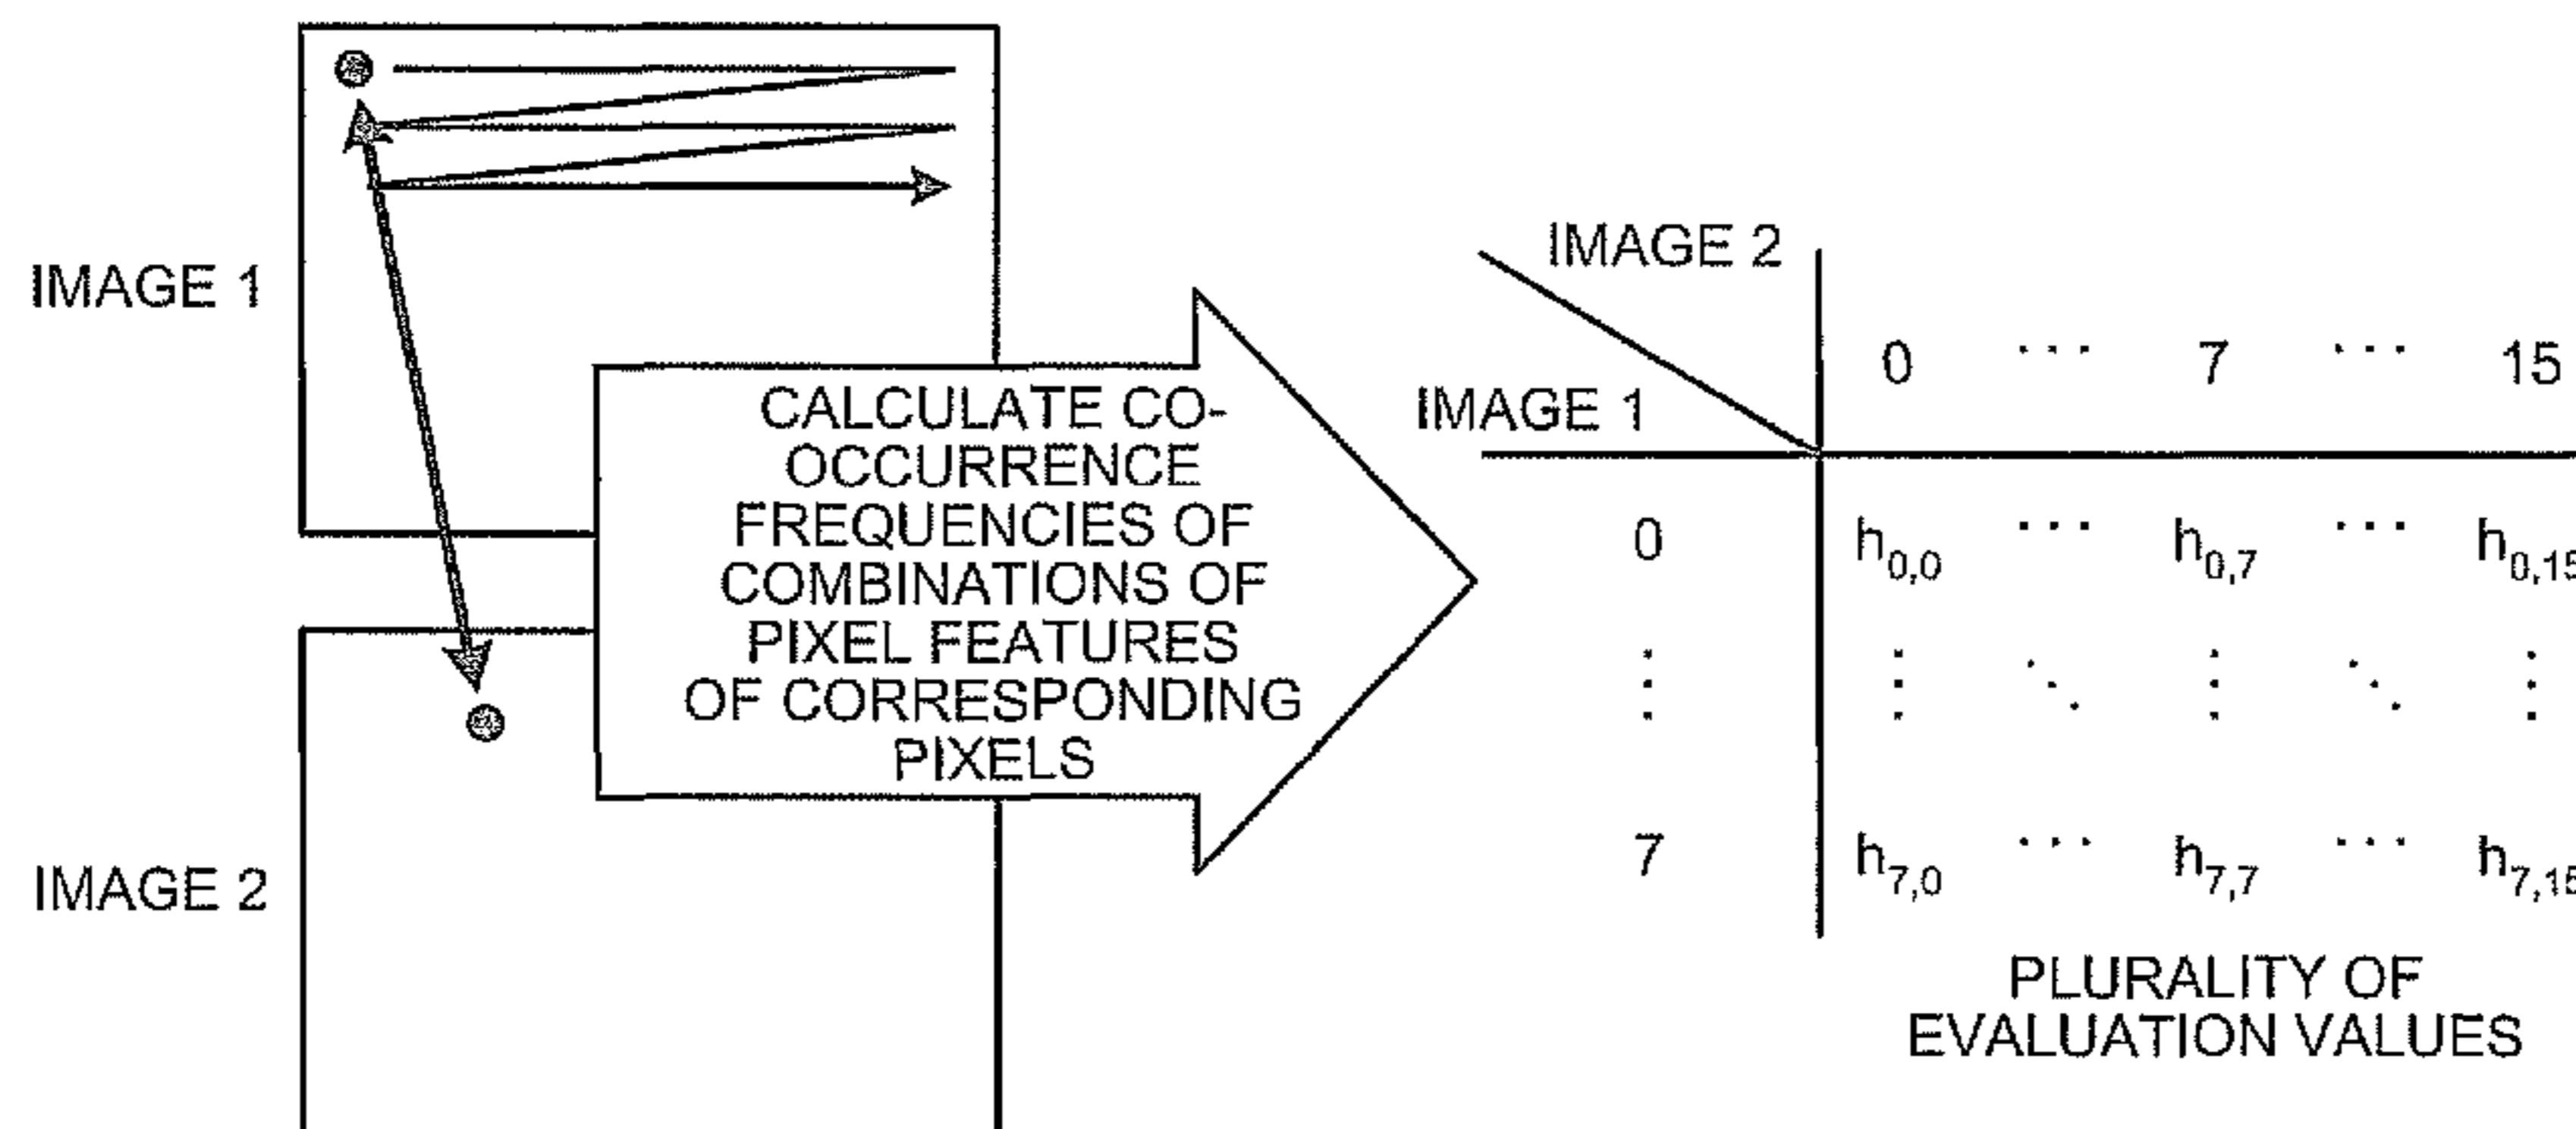 IMAGE 1
IMAGE 2
CALCULATE CO-
OCCURRENCE
FREQUENCIES OF
COMBINATIONS OF
PIXEL FEATURES
OF CORRESPONDING
PIXELS
IMAGE 2
IMAGE 1
0 ... 7 ... 15
0 h0,0 ... h0,7 ... h0,15
7 h7,0 ... h7,7 ... h7,15
PLURALITY OF
EVALUATION VALUES